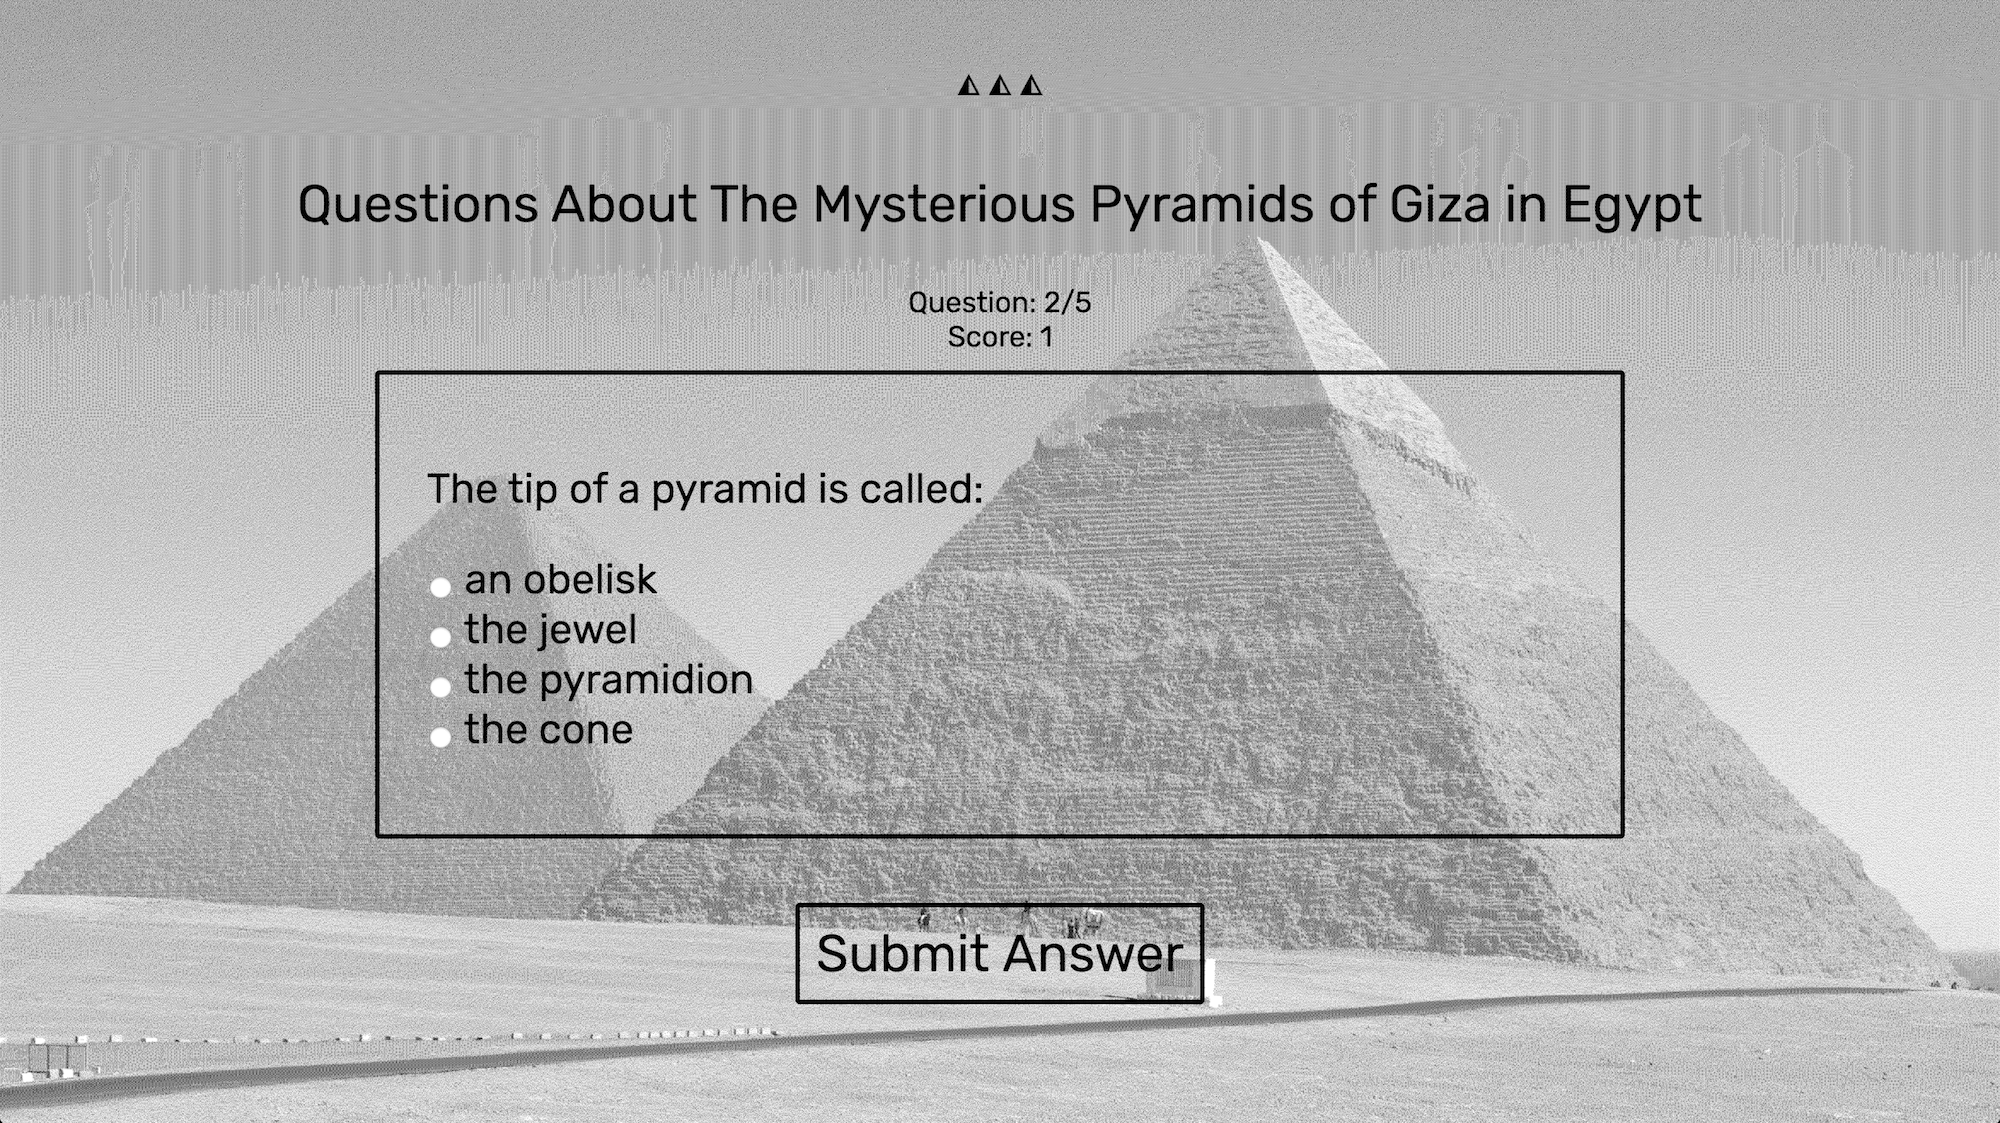 Questions About The Mysterious Pyramids of Giza in Egypt
Question: 2/5
Score: 1
The tip of a pyramid is called:
an obelisk
the jewel
the pyramidion
the cone
Submit Answer